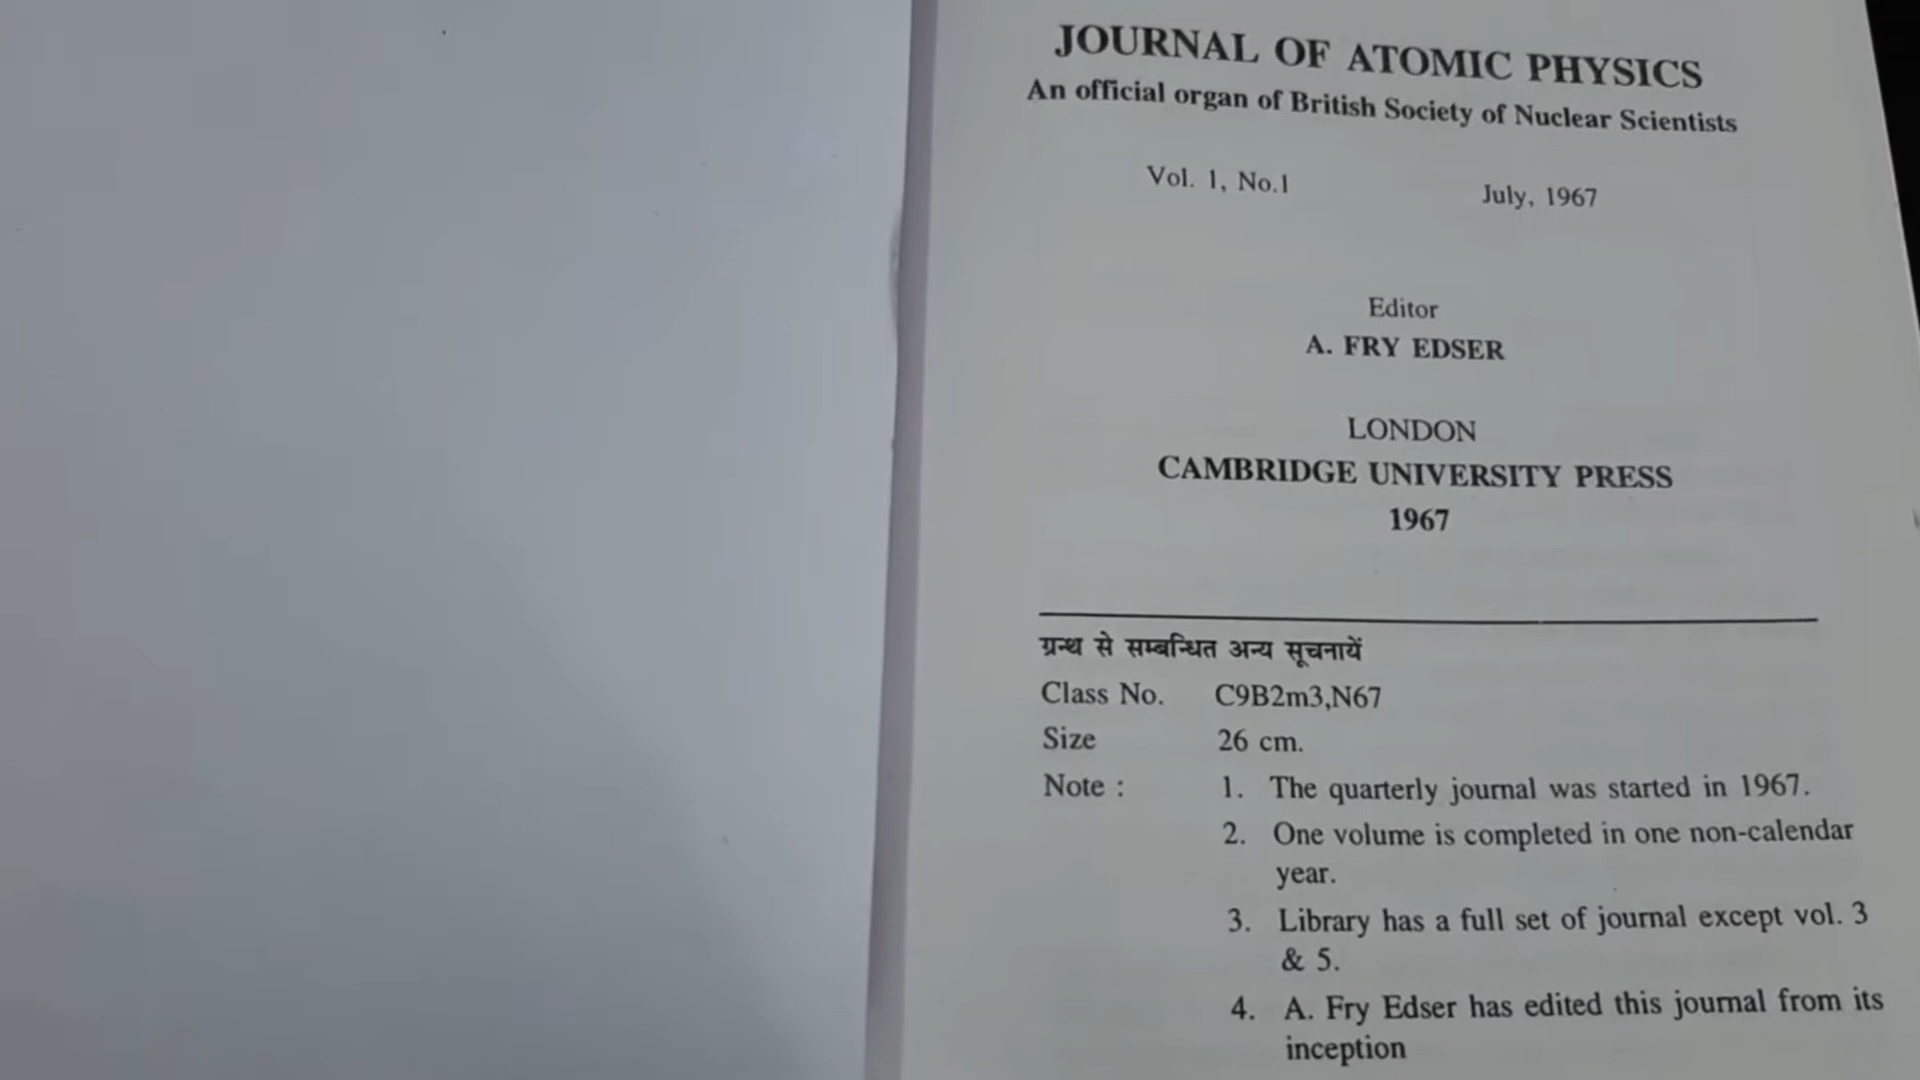 JOURNAL OF ATOMIC PHYSICS
An official organ of British Society of Nuclear Scientists
Vol. 1, No.1 July, 1967
Editor
A. FRY EDSER
LONDON
CAMBRIDGE UNIVERSITY PRESS
1967
ग्रन्थ से सम्बन्धित अन्य सूचनायें
Class No. C9B2m3,N67
Size 26 cm.
Note : 1. The quarterly journal was started in 1967.
2. One volume is completed in one non-calendar
year.
3. Library has a full set of journal except vol. 3
& 5.
4. A. Fry Edser has edited this journal from its
inception